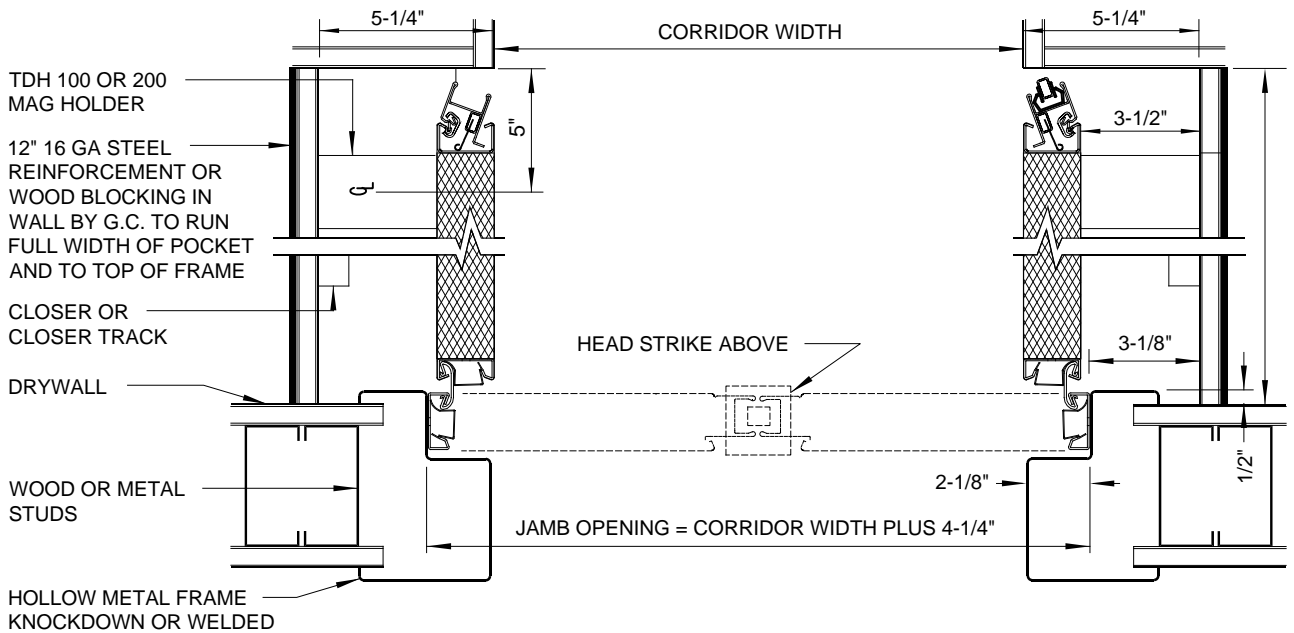 5-1/4"
CORRIDOR WIDTH
5-1/4"
TDH 100 OR 200
MAG HOLDER
5"
3-1/2"
12" 16 GA STEEL
REINFORCEMENT OR
WOOD BLOCKING IN
WALL BY G.C. TO RUN
FULL WIDTH OF POCKET
AND TO TOP OF FRAME
CL
CLOSER OR
CLOSER TRACK
HEAD STRIKE ABOVE
3-1/8"
DRYWALL
1/2"
WOOD OR METAL
STUDS
2-1/8"
JAMB OPENING = CORRIDOR WIDTH PLUS 4-1/4"
HOLLOW METAL FRAME
KNOCKDOWN OR WELDED